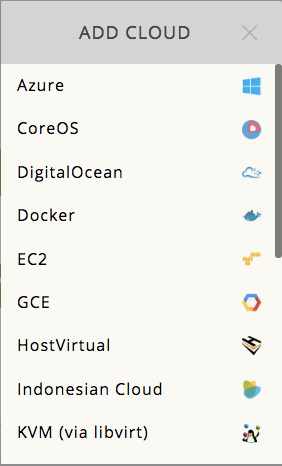 ADD CLOUD
Azure
CoreOS
DigitalOcean
Docker
EC2
GCE
HostVirtual
Indonesian Cloud
KVM (via libvirt)